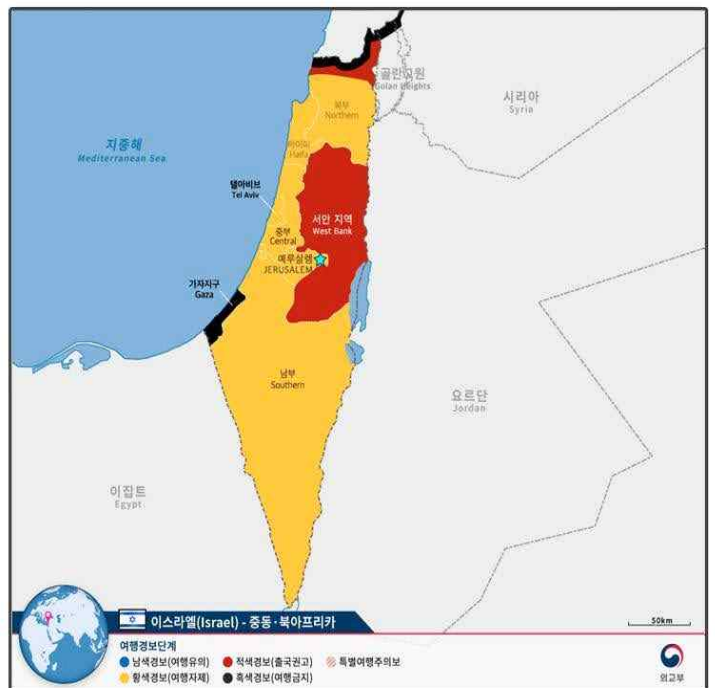 골란고원
Golan Heights
시리아
Syria
북부
Northern
지중해
Mediterranean Sea
하이파
Haifa
텔아비브
Tel Aviv
서안 지역
West Bank
중부
Central
예루살렘
JERUSALEM
가자지구
Gaza
남부
Southern
요르단
Jordan
이집트
Egypt
50km
이스라엘(Israel) - 중동·북아프리카
여행경보단계
남색경보(여행유의)
적색경보(출국권고)
특별여행주의보
황색경보(여행자제)
흑색경보(여행금지)
외교부